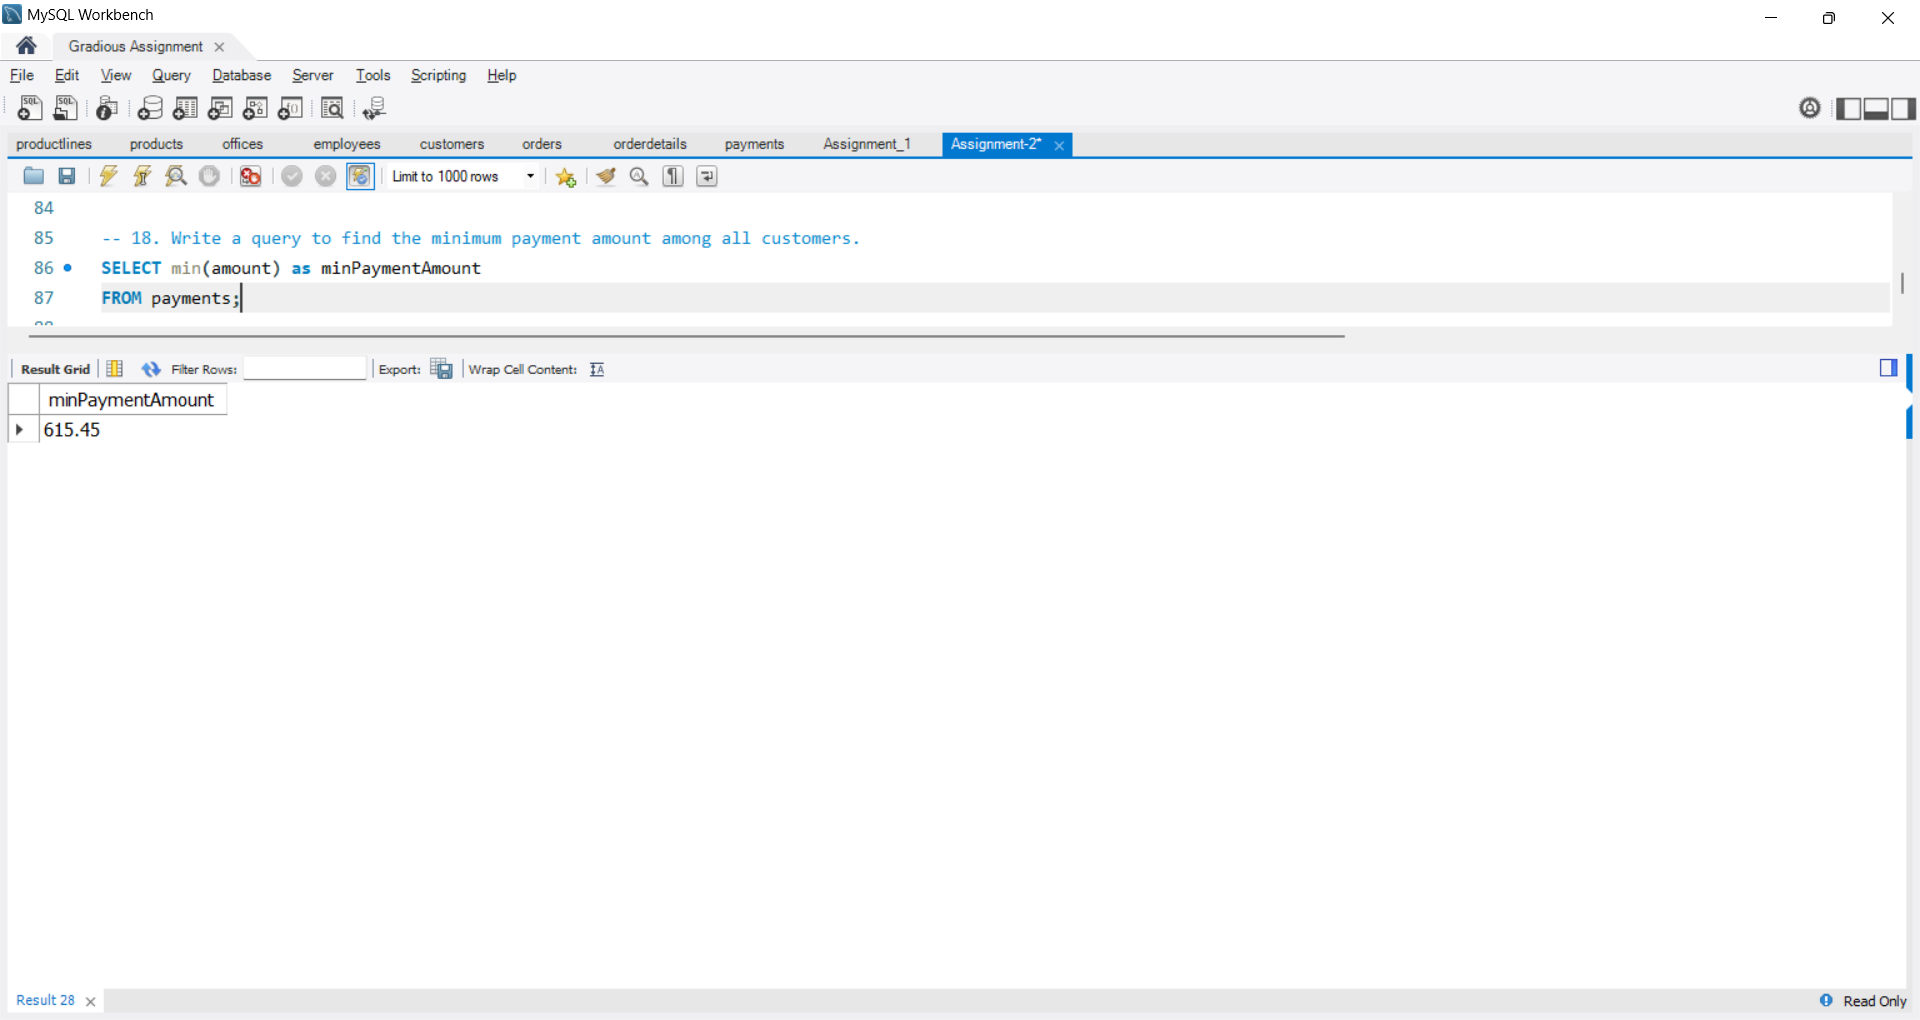 MySQL Workbench
Gradious Assignment
File Edit View Query Database Server Tools Scripting Help
productlines products offices employees customers orders orderdetails payments Assignment_1 Assignment-2*
Limit to 1000 rows
84
85 -- 18. Write a query to find the minimum payment amount among all customers.
86 SELECT min(amount) as minPaymentAmount
87 FROM payments;
Result Grid Filter Rows: Export: Wrap Cell Content:
minPaymentAmount
615.45
Result 28 Read Only